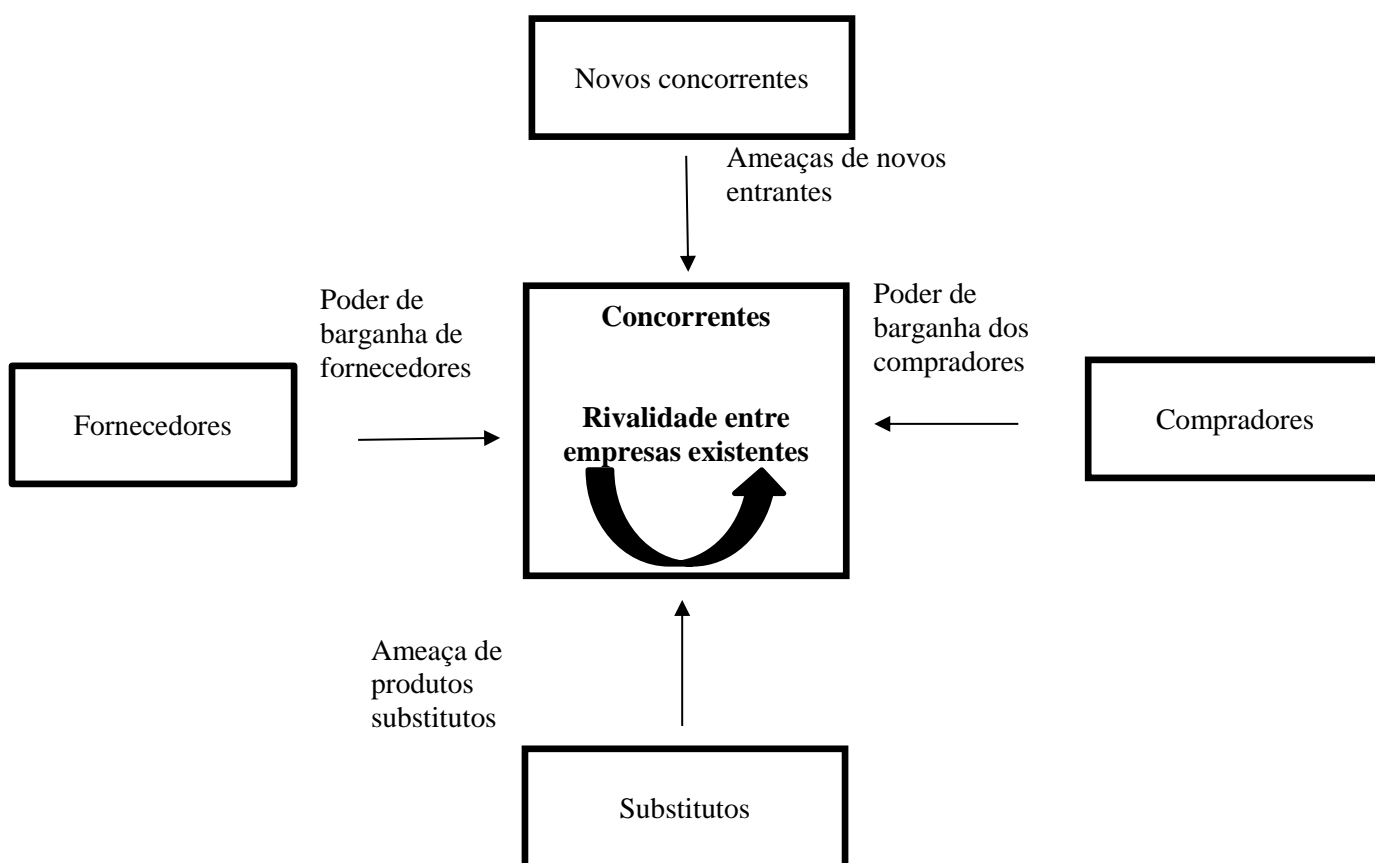 Novos concorrentes
Ameaças de novos
entrantes
Poder de
barganha de
fornecedores
Concorrentes
Poder de
barganha dos
compradores
Fornecedores
Rivalidade entre
empresas existentes
Compradores
Ameaça de
produtos
substitutos
Substitutos